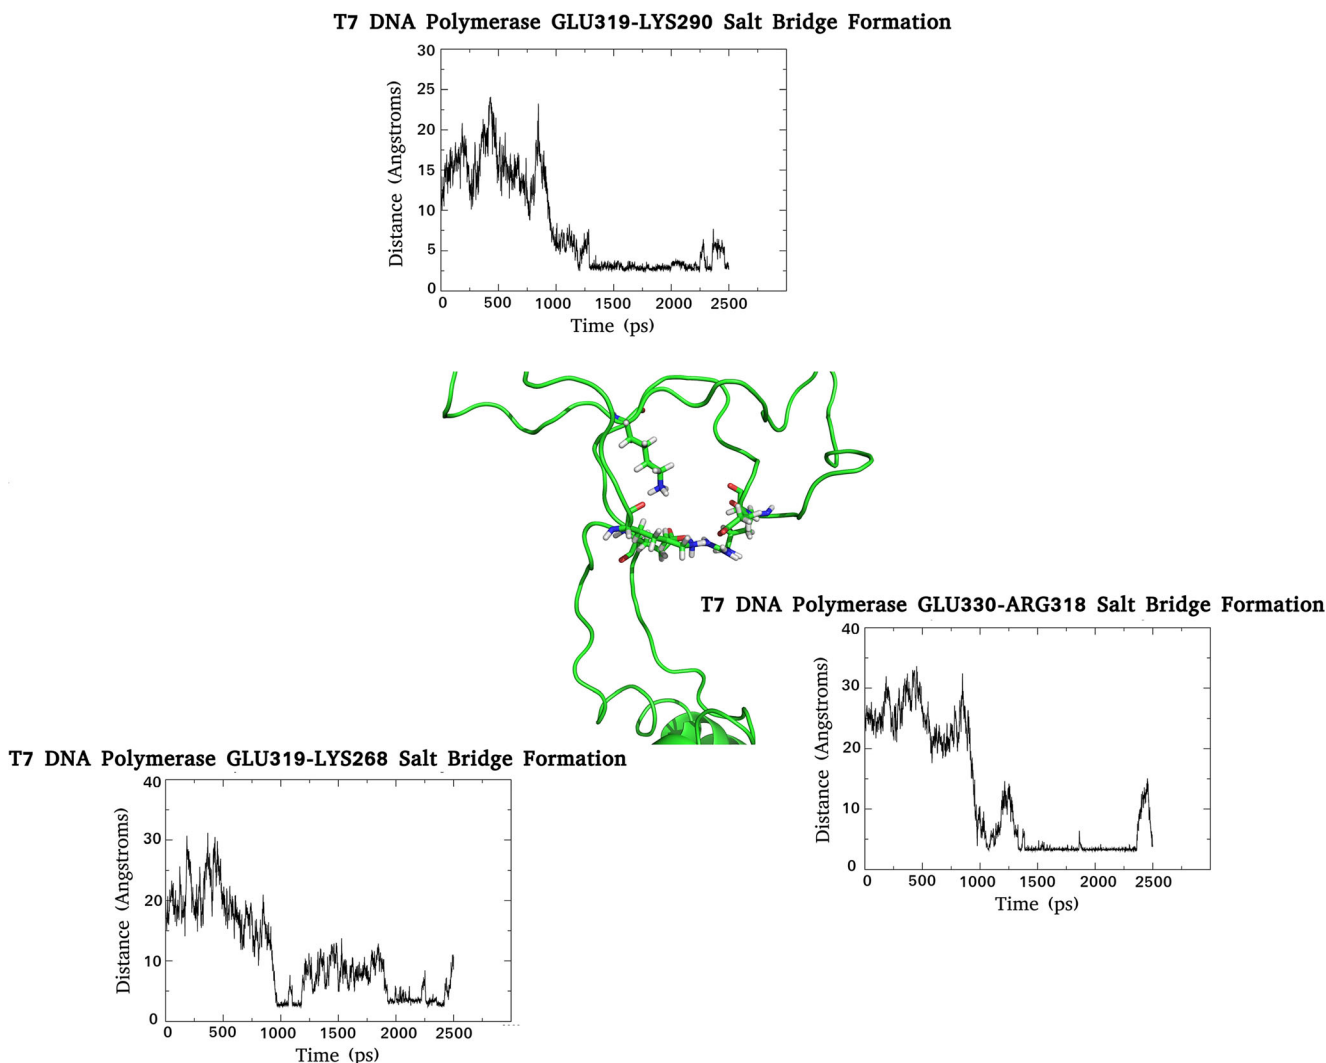 T7 DNA Polymerase GLU319-LYS290 Salt Bridge Formation
30
25
20
15
10
5
0
Distance (Angstroms)
0 500 1000 1500 2000 2500
Time (ps)
T7 DNA Polymerase GLU330-ARG318 Salt Bridge Formation
40
30
20
10
0
Distance (Angstroms)
0 500 1000 1500 2000 2500
Time (ps)
T7 DNA Polymerase GLU319-LYS268 Salt Bridge Formation
40
30
20
10
0
Distance (Angstroms)
0 500 1000 1500 2000 2500
Time (ps)